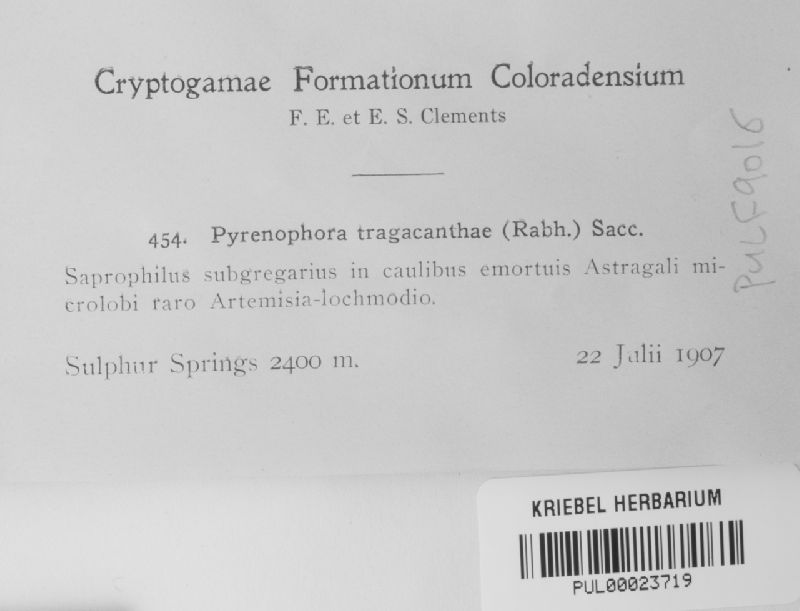 Cryptogamae Formationum Coloradensium
F. E. et E. S. Clements
454. Pyrenophora tragacanthae (Rabh.) Sacc.
Saprophilus subgregarius in caulibus emortuis Astragali mi-
crolobi raro Artemisia-lochmodio.
Sulphur Springs 2400 m. 22 Julii 1907
PULF9016
KRIEBEL HERBARIUM
PUL00023719